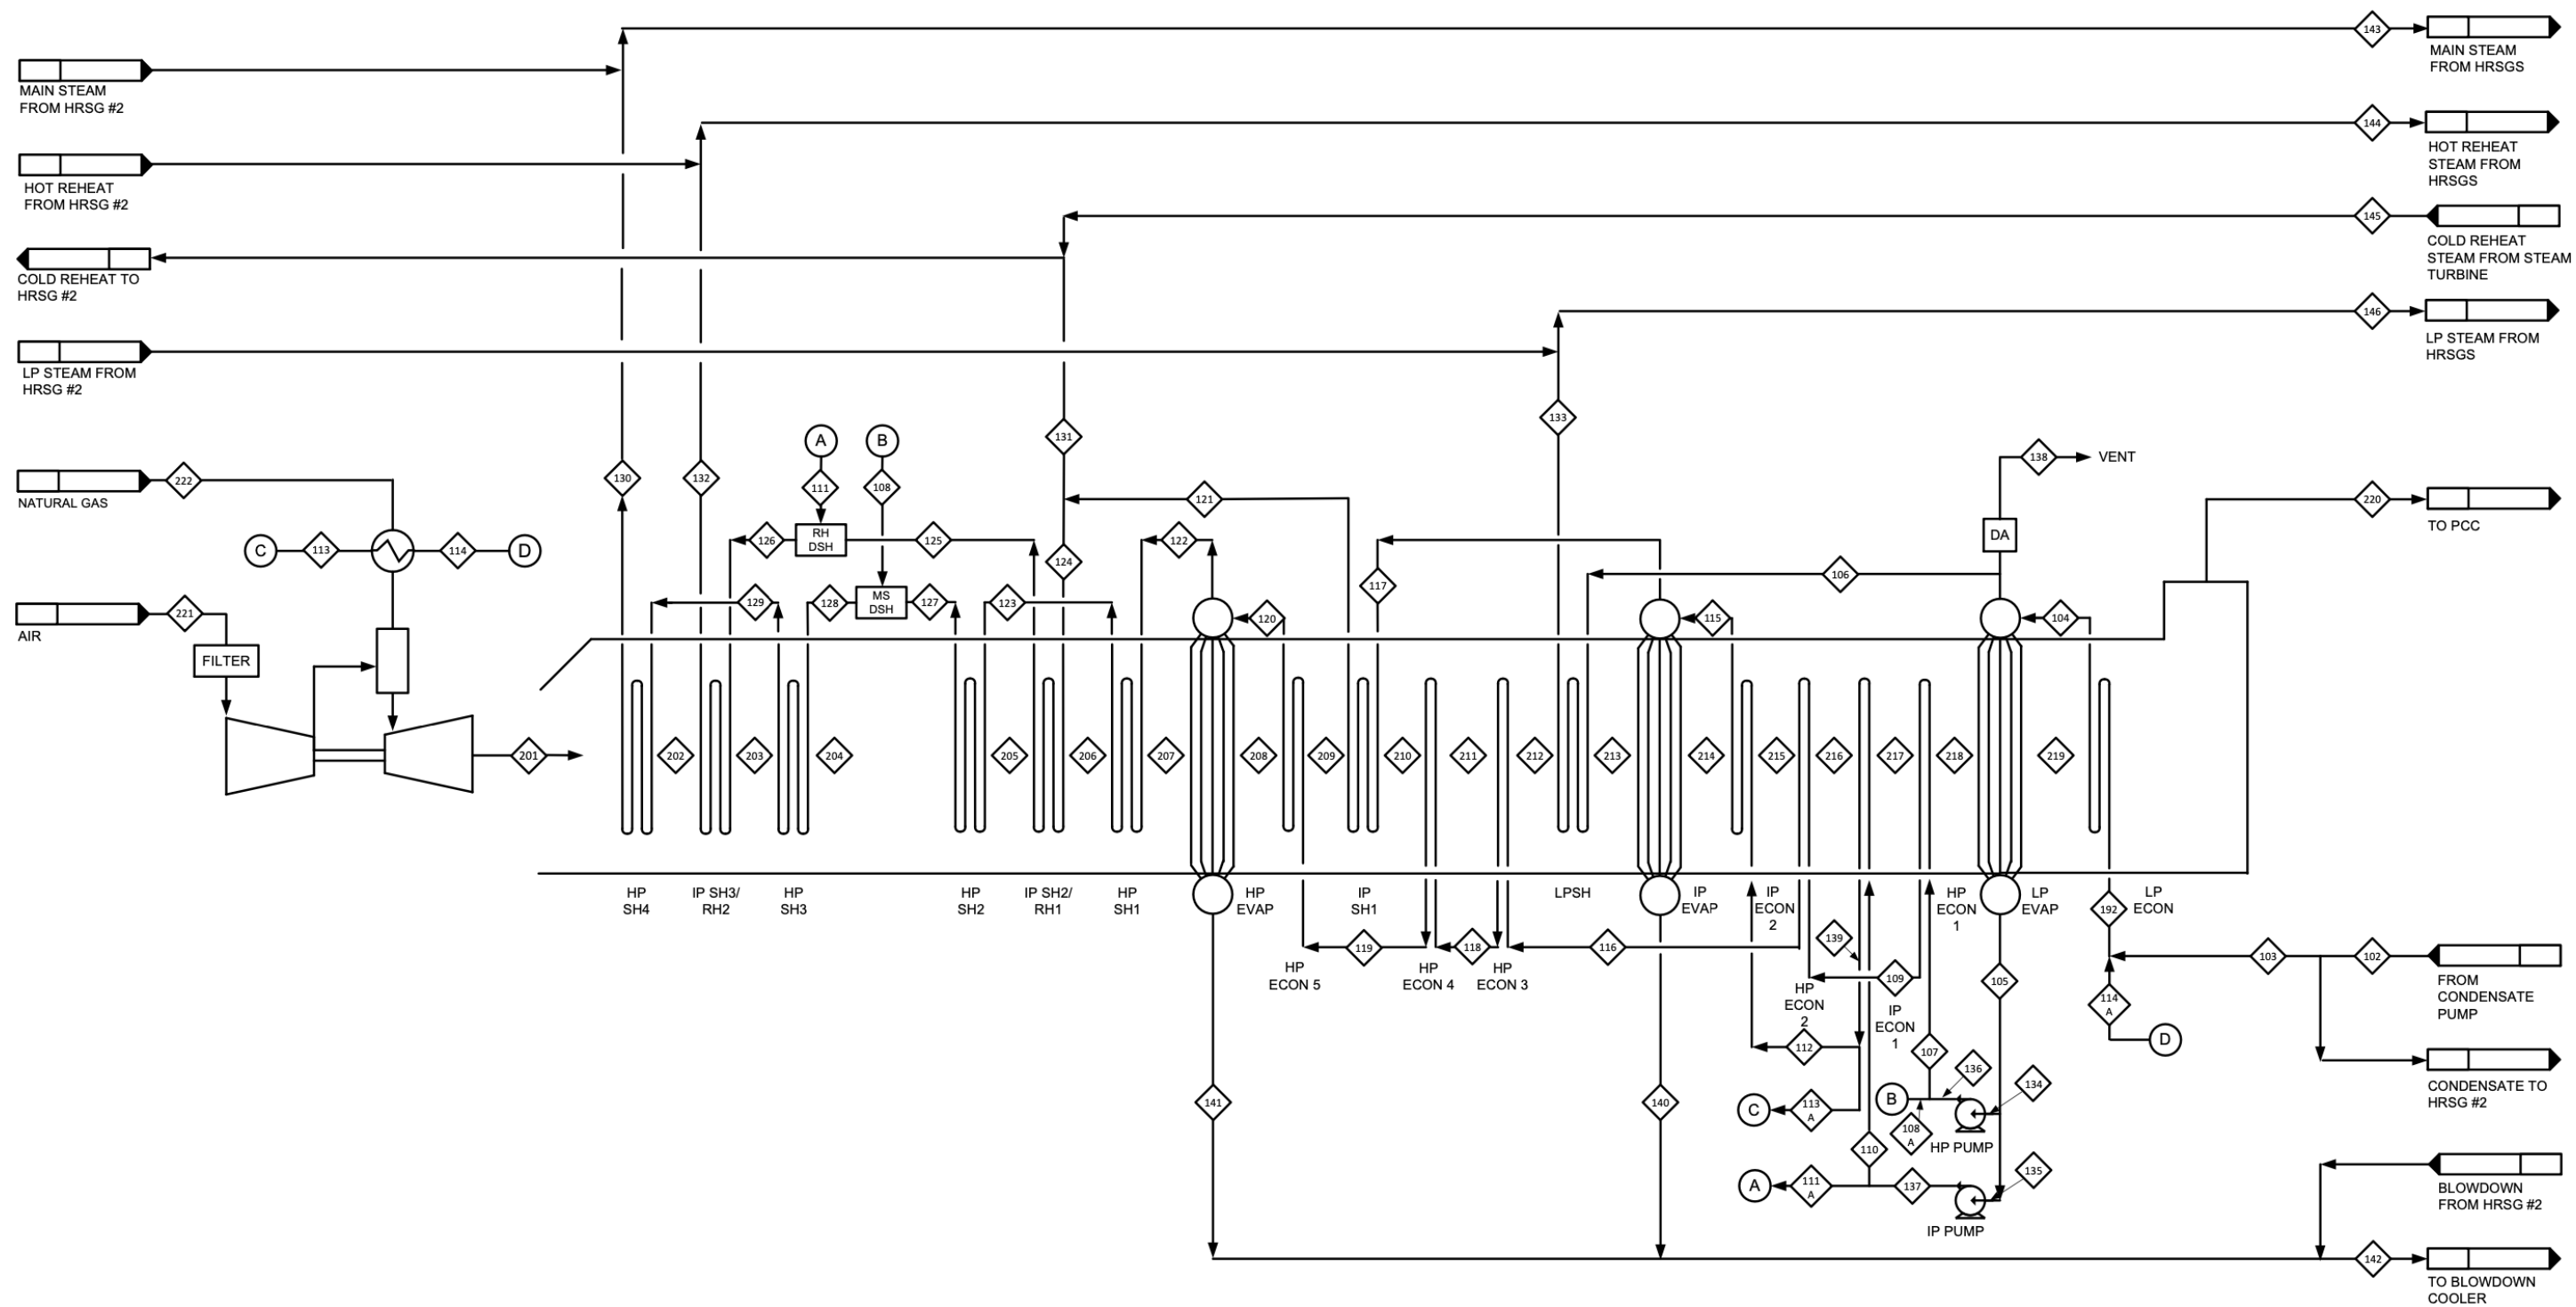 143
MAIN STEAM
FROM HRSGS
MAIN STEAM
FROM HRSG #2
144
HOT REHEAT
STEAM FROM
HRSGS
HOT REHEAT
FROM HRSG #2
145
COLD REHEAT
STEAM FROM STEAM
TURBINE
COLD REHEAT TO
HRSG #2
146
LP STEAM FROM
HRSGS
LP STEAM FROM
HRSG #2
133
A
B
131
138
VENT
222
NATURAL GAS
130
132
111
108
121
220
TO PCC
C
113
114
D
126
RH
DSH
125
122
DA
124
117
106
221
AIR
129
128
MS
DSH
127
123
120
115
104
FILTER
201
202
203
204
205
206
207
208
209
210
211
212
213
214
215
216
217
218
219
HP
SH4
IP SH3/
RH2
HP
SH3
HP
SH2
IP SH2/
RH1
HP
SH1
HP
EVAP
IP
SH1
LPSH
IP
EVAP
IP
ECON
2
HP
ECON
1
LP
EVAP
LP
ECON
192
139
119
118
116
103
102
HP
ECON 5
HP
ECON 4
HP
ECON 3
109
105
FROM
CONDENSATE
PUMP
HP
ECON
2
IP
ECON
1
114
A
D
112
107
136
134
CONDENSATE TO
HRSG #2
141
140
C
113
A
B
108
A
HP PUMP
110
135
A
111
A
137
IP PUMP
BLOWDOWN
FROM HRSG #2
142
TO BLOWDOWN
COOLER